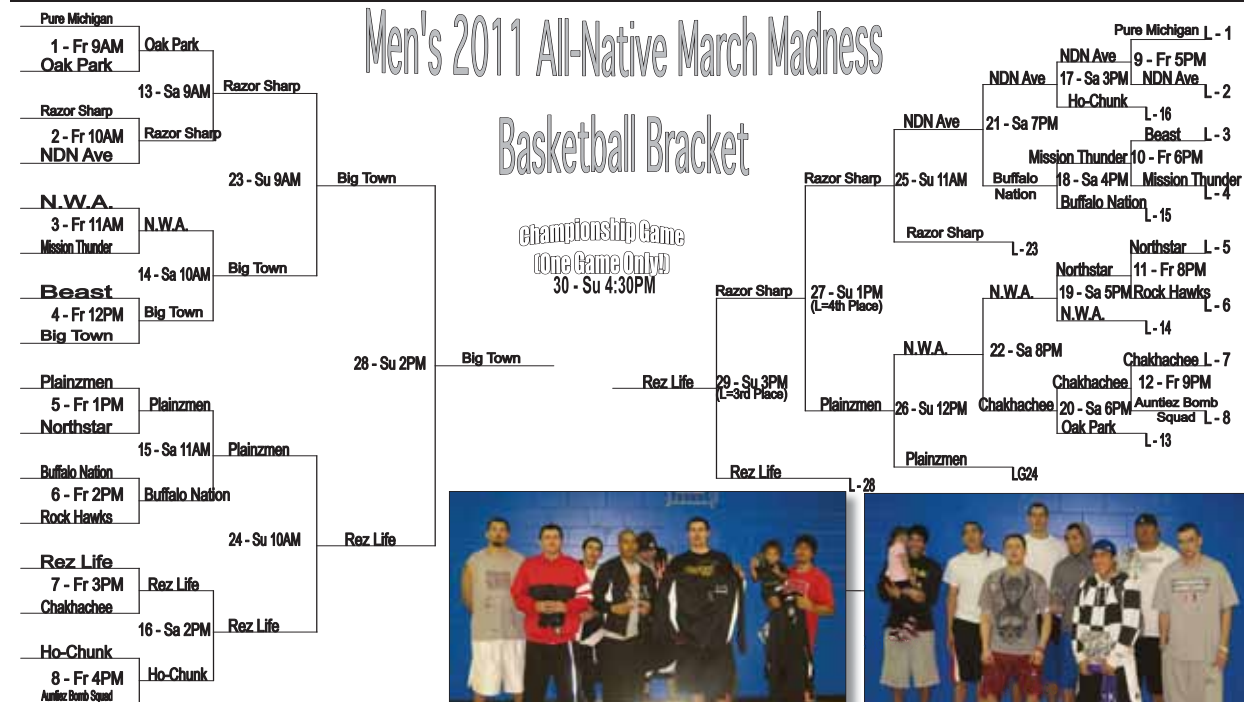 Men's 2011 All-Native March Madness
Basketball Bracket
Championship Game
(One Game Only!)
30 - Su 4:30PM
Pure Michigan
1 - Fr 9AM
Oak Park
Oak Park
13 - Sa 9AM
Razor Sharp
Razor Sharp
2 - Fr 10AM
Razor Sharp
NDN Ave
23 - Su 9AM
Big Town
N.W.A.
3 - Fr 11AM
N.W.A.
Mission Thunder
14 - Sa 10AM
Big Town
Beast
4 - Fr 12PM
Big Town
Big Town
28 - Su 2PM
Big Town
Plainzmen
5 - Fr 1PM
Plainzmen
Northstar
15 - Sa 11AM
Plainzmen
Buffalo Nation
6 - Fr 2PM
Buffalo Nation
Rock Hawks
24 - Su 10AM
Rez Life
Rez Life
7 - Fr 3PM
Rez Life
Chakhachee
16 - Sa 2PM
Rez Life
Ho-Chunk
8 - Fr 4PM
Ho-Chunk
Auntiez Bomb Squad
Rez Life
29 - Su 3PM
(L=3rd Place)
Razor Sharp
Rez Life
L - 28
27 - Su 1PM
(L=4th Place)
Razor Sharp
Plainzmen
25 - Su 11AM
NDN Ave
Razor Sharp
L - 23
26 - Su 12PM
N.W.A.
Plainzmen
LG24
21 - Sa 7PM
NDN Ave
Buffalo
Nation
22 - Sa 8PM
N.W.A.
Chakhachee
Pure Michigan
L - 1
NDN Ave
9 - Fr 5PM
17 - Sa 3PM
NDN Ave
L - 2
Ho-Chunk
L - 16
Beast
L - 3
Mission Thunder
10 - Fr 6PM
18 - Sa 4PM
Mission Thunder
L - 4
Buffalo Nation
L - 15
Northstar
L - 5
Northstar
11 - Fr 8PM
19 - Sa 5PM
Rock Hawks
L - 6
N.W.A.
L - 14
Chakhachee
L - 7
Chakhachee
12 - Fr 9PM
20 - Sa 6PM
Auntiez Bomb
Squad
L - 8
Oak Park
L - 13